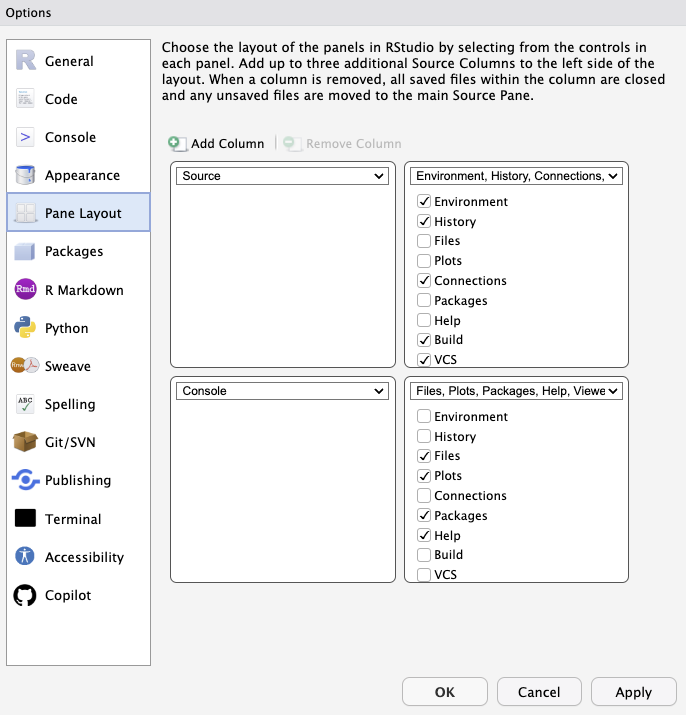 Options
General
Code
Console
Appearance
Pane Layout
Packages
Rmd
R Markdown
Python
Sweave
ABC
Spelling
Git/SVN
Publishing
Terminal
Accessibility
Copilot
Choose the layout of the panels in RStudio by selecting from the controls in
each panel. Add up to three additional Source Columns to the left side of the
layout. When a column is removed, all saved files within the column are closed
and any unsaved files are moved to the main Source Pane.
Add Column
Remove Column
Source
Environment, History, Connections,
Environment
History
Files
Plots
Connections
Packages
Help
Build
VCS
Console
Files, Plots, Packages, Help, Viewe
Environment
History
Files
Plots
Connections
Packages
Help
Build
VCS
OK
Cancel
Apply